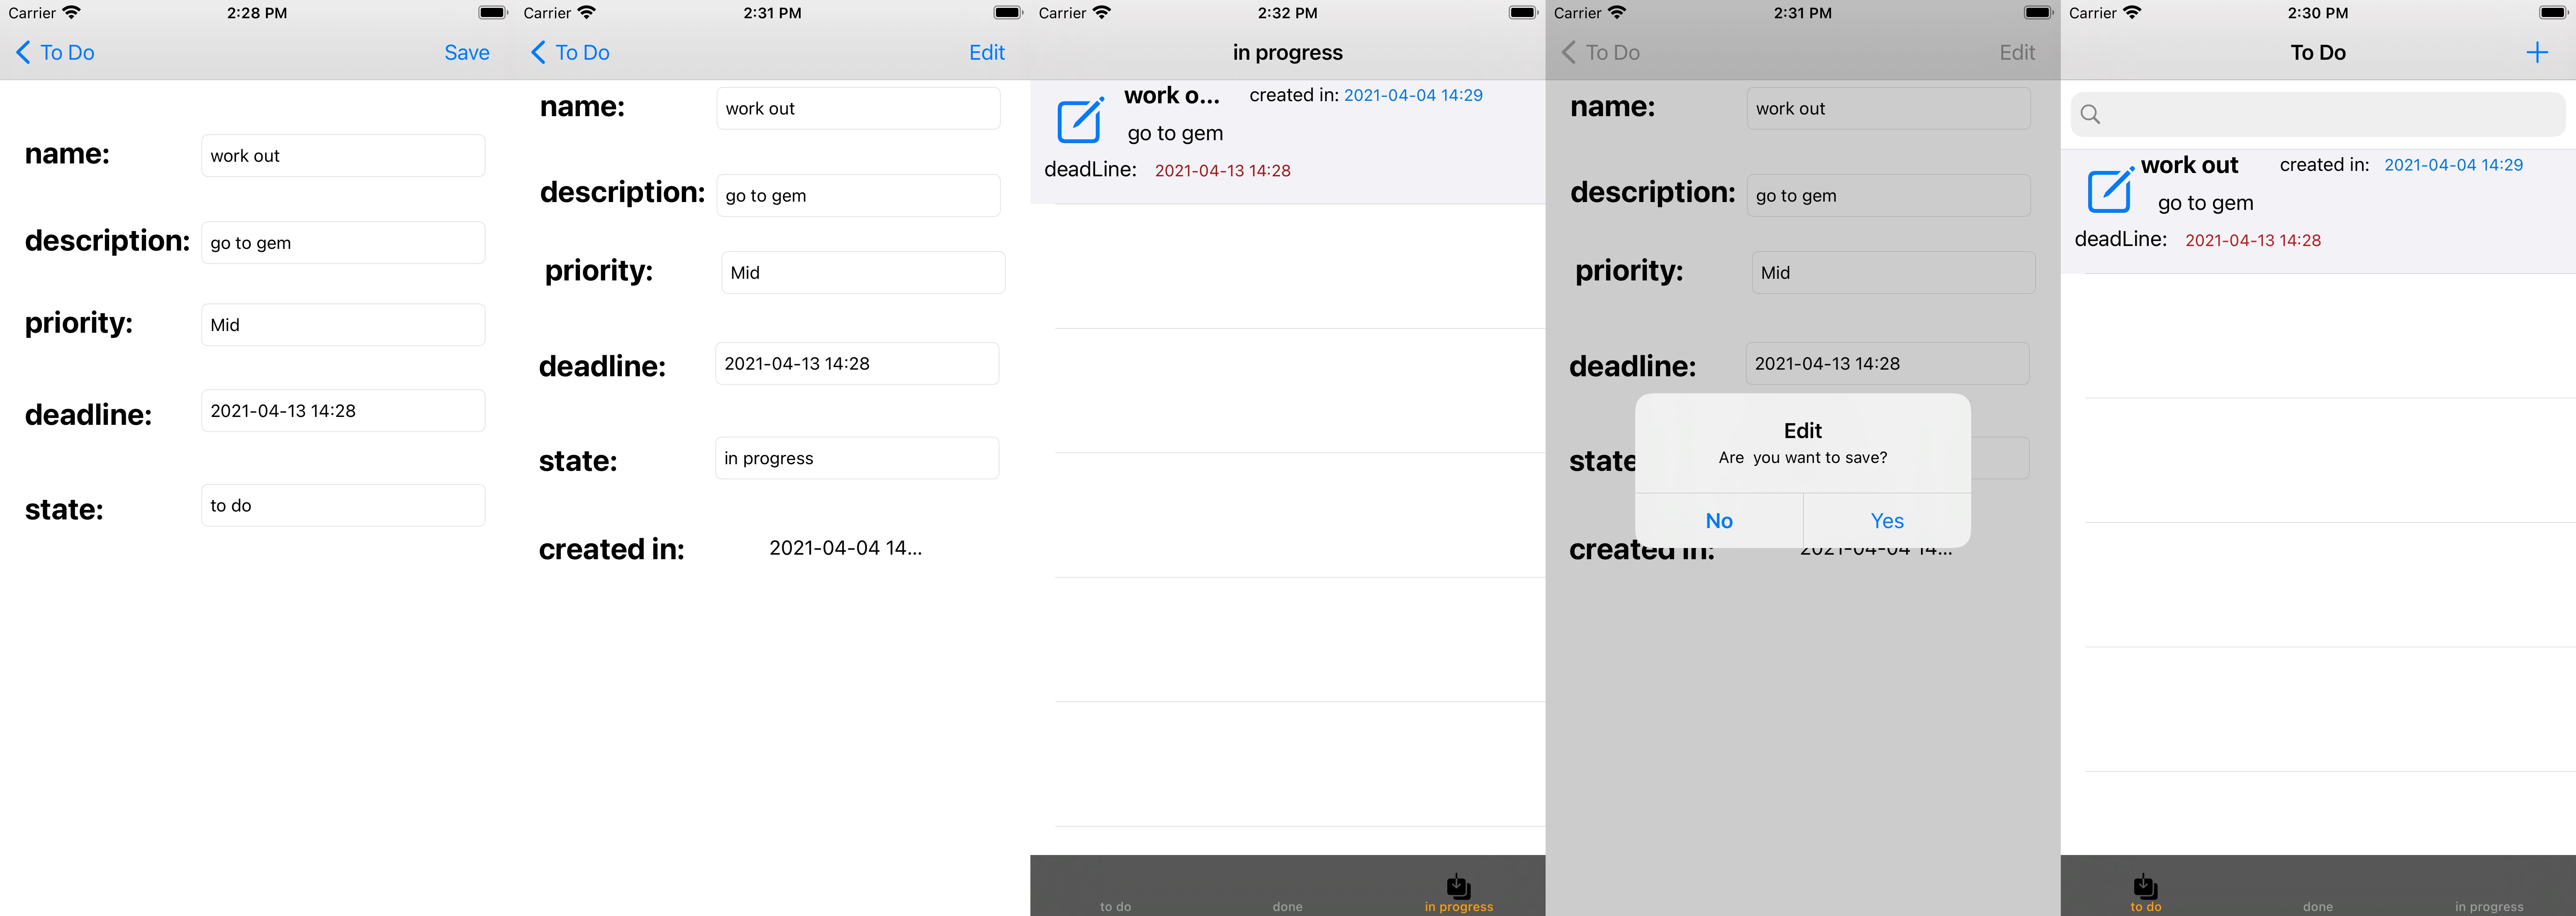 Carrier 2:28 PM
To Do Save
name: work out
description: go to gem
priority: Mid
deadline: 2021-04-13 14:28
state: to do
Carrier 2:31 PM
To Do Edit
name: work out
description: go to gem
priority: Mid
deadline: 2021-04-13 14:28
state: in progress
created in: 2021-04-04 14...
Carrier 2:32 PM
in progress
work o... created in: 2021-04-04 14:29
go to gem
deadLine: 2021-04-13 14:28
to do done in progress
Carrier 2:31 PM
To Do Edit
name: work out
description: go to gem
priority: Mid
deadline: 2021-04-13 14:28
Edit
state Are you want to save?
No Yes
created in: 2021-04-04 14...
Carrier 2:30 PM
To Do
work out created in: 2021-04-04 14:29
go to gem
deadLine: 2021-04-13 14:28
to do done in progress